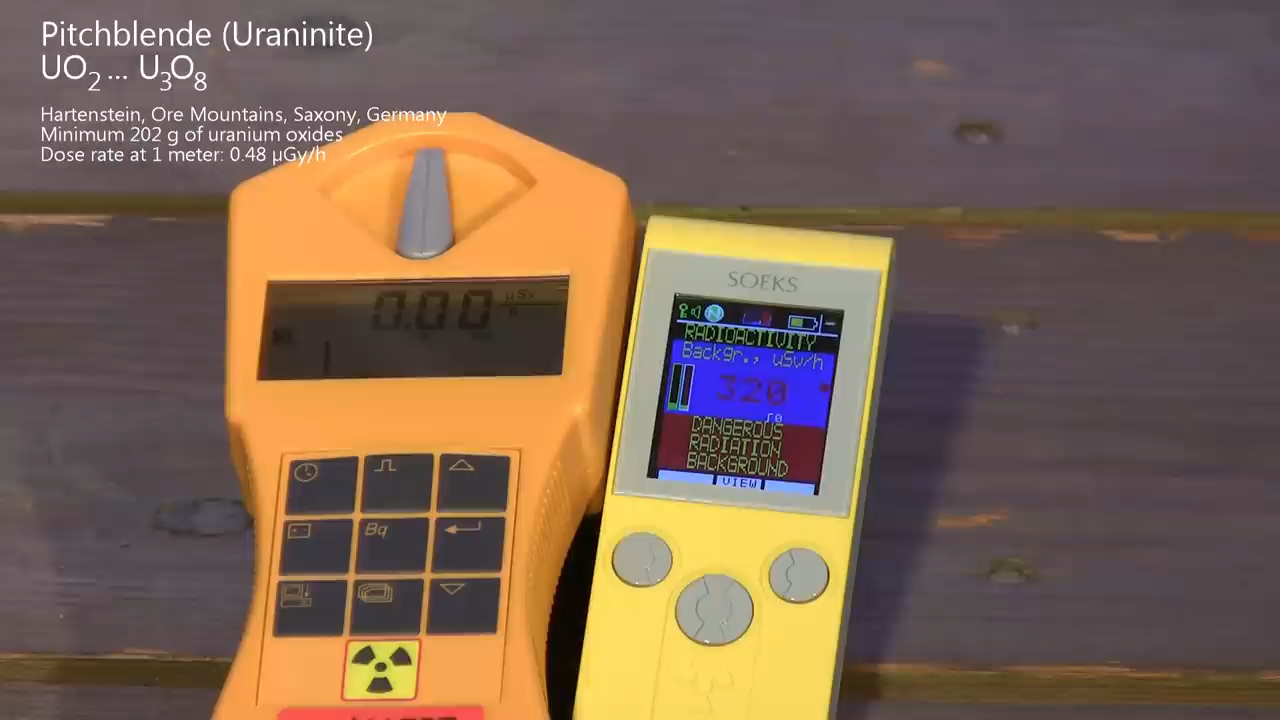 Pitchblende (Uraninite)
UO2 ... U3O8
Hartenstein, Ore Mountains, Saxony, Germany
Minimum 202 g of uranium oxides
Dose rate at 1 meter: 0.48 µGy/h
0.00 µSv/h
SOEKS
RADIOACTIVITY
Backgr., uSv/h
320
DANGEROUS
RADIATION
BACKGROUND
VIEW
Bq